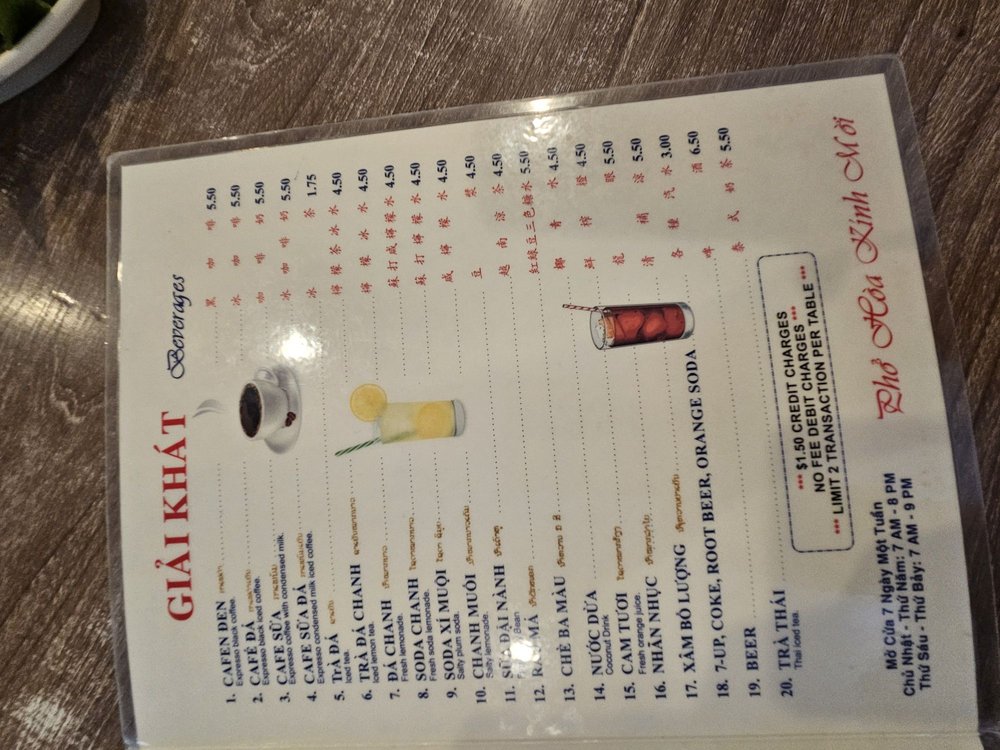 GIẢI KHÁT Beverages
1. CAFEN ĐEN 黑咖啡 5.50
Expresso black coffee.
2. CAFÉ ĐÁ 冰咖啡 5.50
Expresso black iced coffee.
3. CAFE SỮA 咖啡奶 5.50
Expresso coffee with condensed milk.
4. CAFE SỮA ĐÁ 冰咖啡奶 5.50
Expresso condensed milk iced coffee.
5. TrÀ ĐÁ 冰茶 1.75
Iced tea.
6. TRÀ ĐÁ CHANH 檸檬茶冰水 4.50
Iced lemon tea.
7. ĐÁ CHANH 檸檬冰水 4.50
Fresh lemonade.
8. SODA CHANH 蘇打咸檸檬水 4.50
Fresh soda lemonade.
9. SODA XÍ MUỘI 蘇打檸檬水 4.50
Salty plum soda.
10. CHANH MUỐI 咸檸檬水 4.50
Salty lemonade.
11. SỮA ĐẬI NÀNH 豆漿 4.50
Bean
12. RAU MÁ 越南涼茶 4.50
13. CHÈ BA MÀU 紅綠豆三色糖水 5.50
14. NƯỚC DỪA 椰青水 4.50
Coconut Drink
15. CAM TƯƠI 鮮榨橙 4.50
Fresh orange juice.
16. NHÃN NHỤC 龍眼 5.50
17. XÂM BỔ LƯỢNG 清補涼 5.50
18. 7-UP, COKE, ROOT BEER, ORANGE SODA 各種汽水 3.00
19. BEER 啤酒 6.50
20. TRÀ THÁI 泰式奶茶 5.50
Thai iced tea.
*** $1.50 CREDIT CHARGES
NO FEE DEBIT CHARGES ***
*** LIMIT 2 TRANSACTION PER TABLE ***
Mở Cửa 7 Ngày Một Tuần
Chủ Nhật - Thứ Năm: 7 AM - 8 PM
Thứ Sáu - Thứ Bảy: 7 AM - 9 PM
Phở Hòa Kính Mời